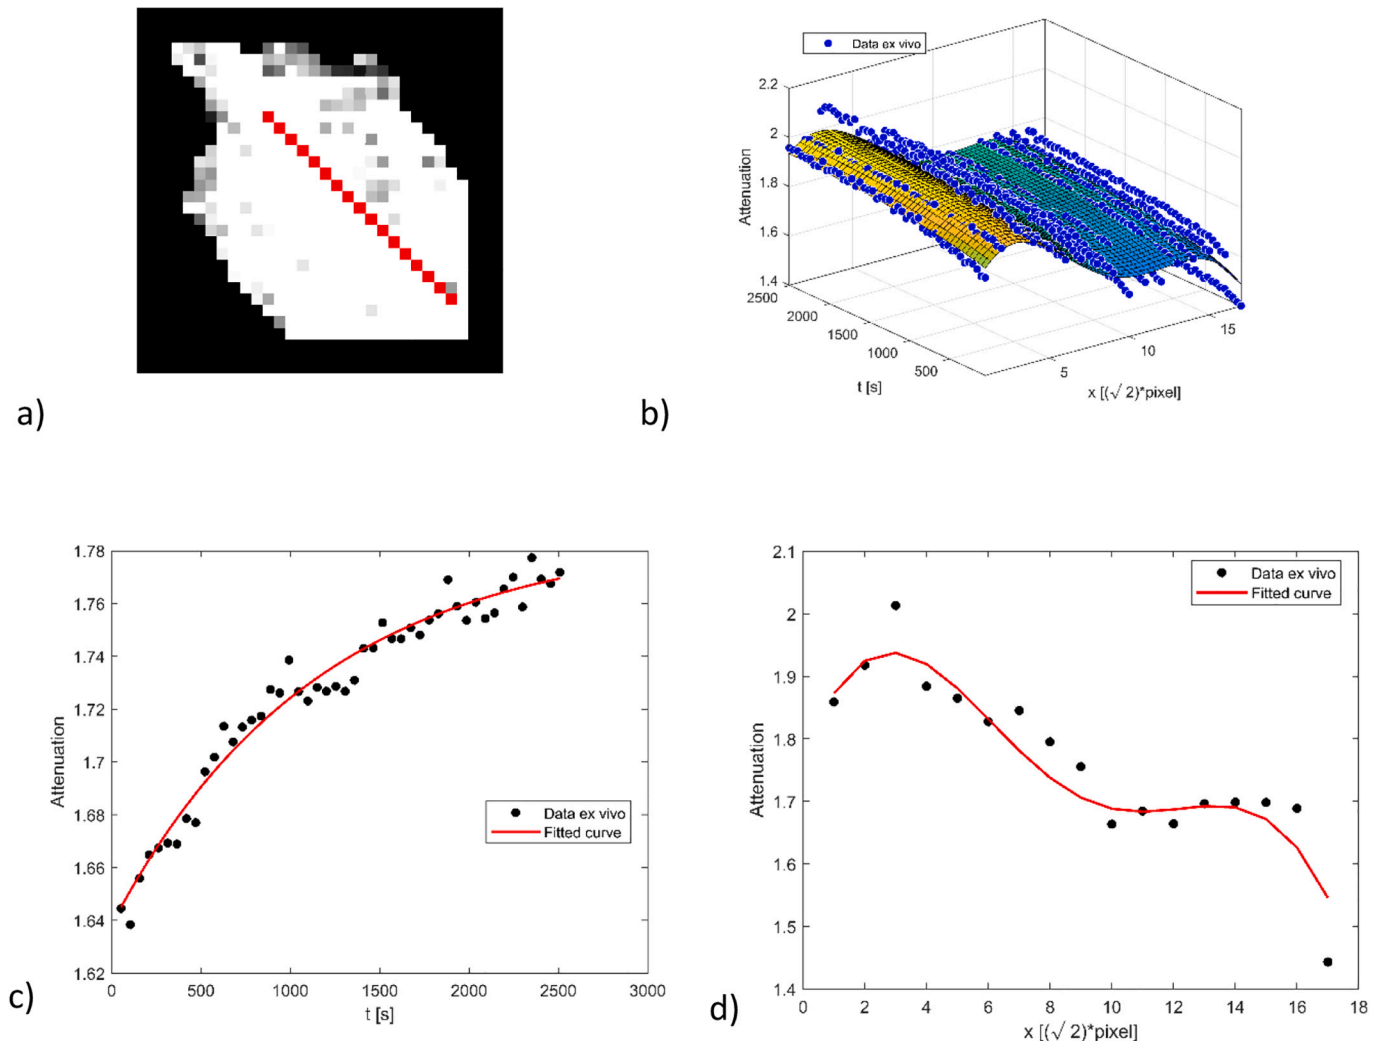 a)
Data ex vivo
2.2
2
1.8
1.6
1.4
Attenuation
2500
2000
1500
1000
500
t [s]
5
10
15
x [(√ 2)*pixel]
b)
1.78
1.76
1.74
1.72
1.7
1.68
1.66
1.64
1.62
Attenuation
Data ex vivo
Fitted curve
0 500 1000 1500 2000 2500 3000
t [s]
c)
2.1
2
1.9
1.8
1.7
1.6
1.5
1.4
Attenuation
Data ex vivo
Fitted curve
0 2 4 6 8 10 12 14 16 18
x [(√ 2)*pixel]
d)